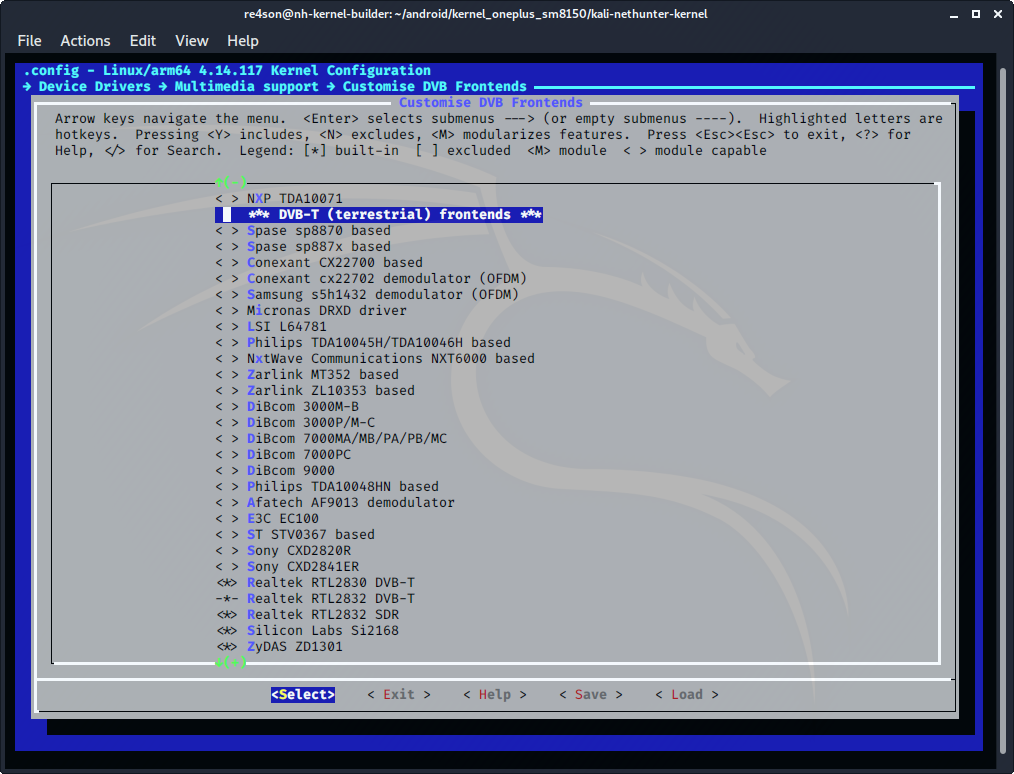 re4son@nh-kernel-builder: ~/android/kernel_oneplus_sm8150/kali-nethunter-kernel
File Actions Edit View Help
.config - Linux/arm64 4.14.117 Kernel Configuration
→ Device Drivers → Multimedia support → Customise DVB Frontends
Customise DVB Frontends
Arrow keys navigate the menu. <Enter> selects submenus ---> (or empty submenus ----). Highlighted letters are
hotkeys. Pressing <Y> includes, <N> excludes, <M> modularizes features. Press <Esc><Esc> to exit, <?> for
Help, </> for Search. Legend: [*] built-in [ ] excluded <M> module < > module capable
↑(-)
< > NXP TDA10071
*** DVB-T (terrestrial) frontends ***
< > Spase sp8870 based
< > Spase sp887x based
< > Conexant CX22700 based
< > Conexant cx22702 demodulator (OFDM)
< > Samsung s5h1432 demodulator (OFDM)
< > Micronas DRXD driver
< > LSI L64781
< > Philips TDA10045H/TDA10046H based
< > NxtWave Communications NXT6000 based
< > Zarlink MT352 based
< > Zarlink ZL10353 based
< > DiBcom 3000M-B
< > DiBcom 3000P/M-C
< > DiBcom 7000MA/MB/PA/PB/MC
< > DiBcom 7000PC
< > DiBcom 9000
< > Philips TDA10048HN based
< > Afatech AF9013 demodulator
< > E3C EC100
< > ST STV0367 based
< > Sony CXD2820R
< > Sony CXD2841ER
<*> Realtek RTL2830 DVB-T
-*- Realtek RTL2832 DVB-T
<*> Realtek RTL2832 SDR
<*> Silicon Labs Si2168
<*> ZyDAS ZD1301
↓(+)
<Select> < Exit > < Help > < Save > < Load >